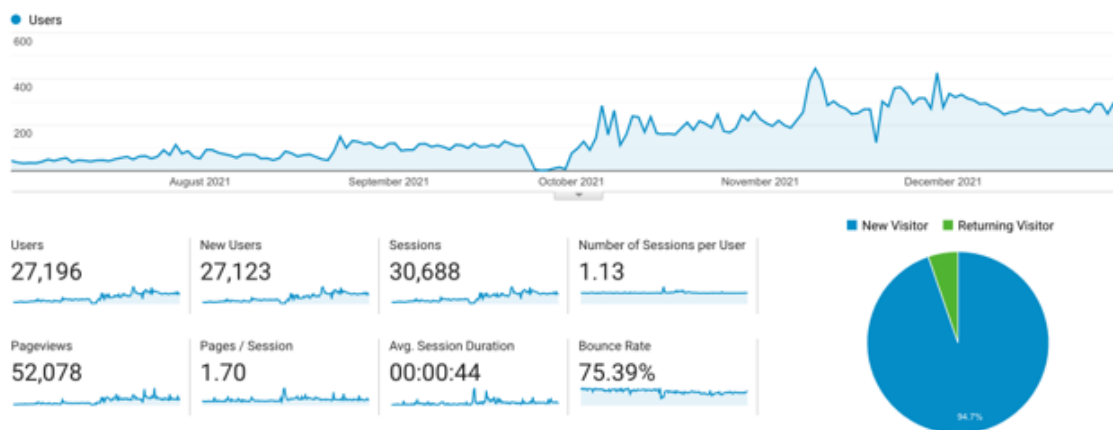 Users
600
400
200
August 2021 September 2021 October 2021 November 2021 December 2021
New Visitor Returning Visitor
Users New Users Sessions Number of Sessions per User
27,196 27,123 30,688 1.13
Pageviews Pages / Session Avg. Session Duration Bounce Rate
52,078 1.70 00:00:44 75.39%
94.7%